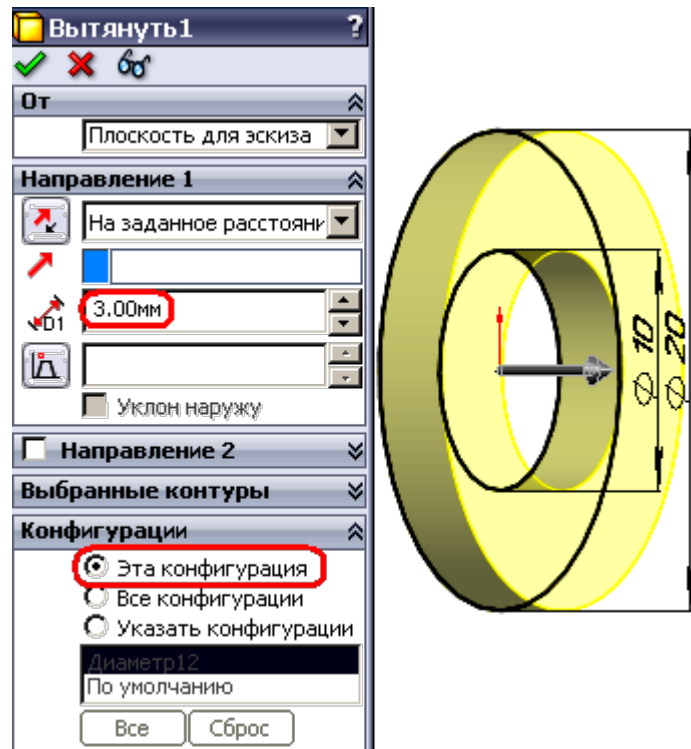 Вытянуть1 ?
От
Плоскость для эскиза
Направление 1
На заданное расстояни
D1 3.00мм
Уклон наружу
Направление 2
Выбранные контуры
Конфигурации
Эта конфигурация
Все конфигурации
Указать конфигурации
Диаметр12
По умолчанию
Все Сброс
⌀ 10
⌀ 20